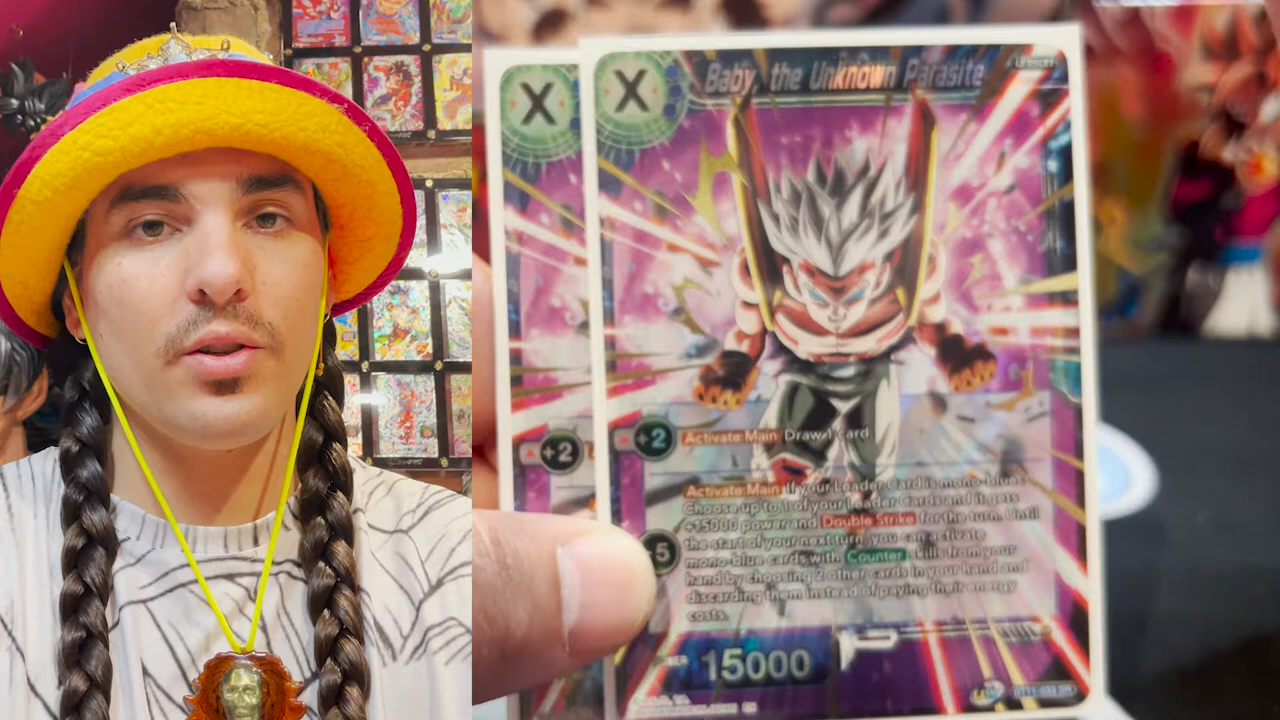 X
X
Baby, the Unknown Parasite
Unison
+2
+2
Activate:Main Draw 1 card
Activate:Main If your Leader Card is mono-blue,
choose up to 1 of your Leader Cards and it gets
+15000 power and Double Strike for the turn. Until
the start of your next turn, you can activate
mono-blue cards with Counter skills from your
hand by choosing 2 other cards in your hand and
discarding them instead of paying their energy
costs.
-5
POWER
15000